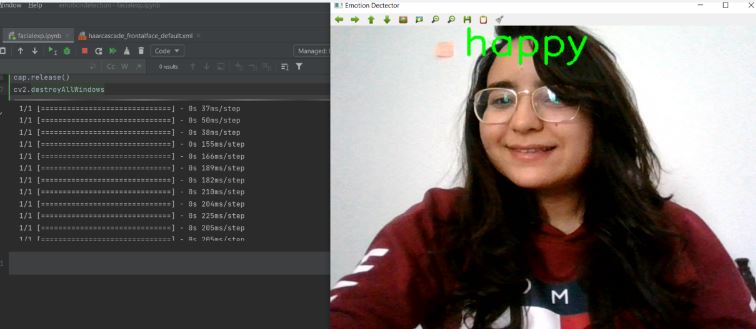 Window Help emotiondetection facialexp.ipynb
facialexp.ipynb × haarcascade_frontalface_default.xml ×
Code Managed:
Cc W .* 0 results
cap.release()
cv2.destroyAllWindows
1/1 [==============================] - 0s 37ms/step
1/1 [==============================] - 0s 50ms/step
1/1 [==============================] - 0s 38ms/step
1/1 [==============================] - 0s 155ms/step
1/1 [==============================] - 0s 166ms/step
1/1 [==============================] - 0s 189ms/step
1/1 [==============================] - 0s 182ms/step
1/1 [==============================] - 0s 210ms/step
1/1 [==============================] - 0s 204ms/step
1/1 [==============================] - 0s 225ms/step
1/1 [==============================] - 0s 205ms/step
1/1 [==============================] - 0s 205ms/step
Emotion Dectector
happy
M